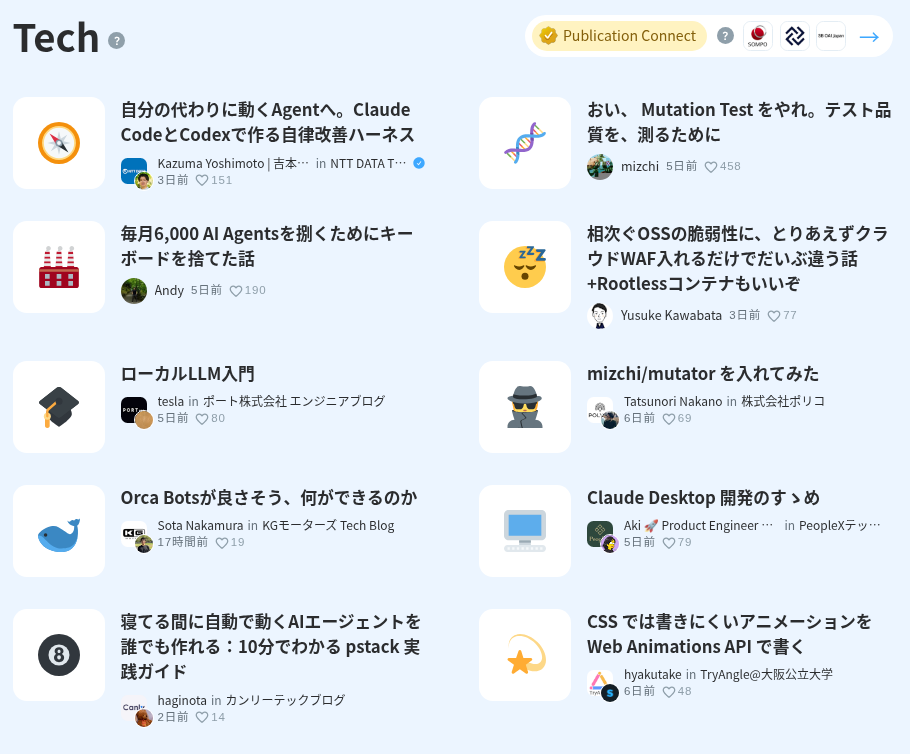 Tech
Publication Connect
SOMPO
SB OAI Japan
自分の代わりに動くAgentへ。Claude
CodeとCodexで作る自律改善ハーネス
Kazuma Yoshimoto | 吉本… in NTT DATA T…
3日前 151
おい、 Mutation Test をやれ。テスト品
質を、測るために
mizchi 5日前 458
毎月6,000 AI Agentsを捌くためにキー
ボードを捨てた話
Andy 5日前 190
相次ぐOSSの脆弱性に、とりあえずクラ
ウドWAF入れるだけでだいぶ違う話
+Rootlessコンテナもいいぞ
Yusuke Kawabata 3日前 77
ローカルLLM入門
PORT
tesla in ポート株式会社 エンジニアブログ
5日前 80
mizchi/mutator を入れてみた
Tatsunori Nakano in 株式会社ポリコ
6日前 69
Orca Botsが良さそう、何ができるのか
Sota Nakamura in KGモーターズ Tech Blog
17時間前 19
Claude Desktop 開発のすゝめ
Aki 🚀 Product Engineer … in PeopleXテッ…
5日前 79
8
寝てる間に自動で動くAIエージェントを
誰でも作れる：10分でわかる pstack 実
践ガイド
Canly
haginota in カンリーテックブログ
2日前 14
CSS では書きにくいアニメーションを
Web Animations API で書く
hyakutake in TryAngle@大阪公立大学
6日前 48